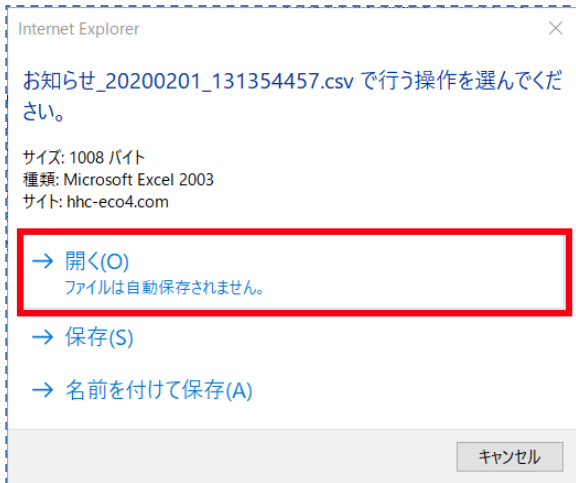 Internet Explorer
お知らせ_20200201_131354457.csv で行う操作を選んでくだ
さい。
サイズ: 1008 バイト
種類: Microsoft Excel 2003
サイト: hhc-eco4.com
→ 開く(O)
ファイルは自動保存されません。
→ 保存(S)
→ 名前を付けて保存(A)
キャンセル